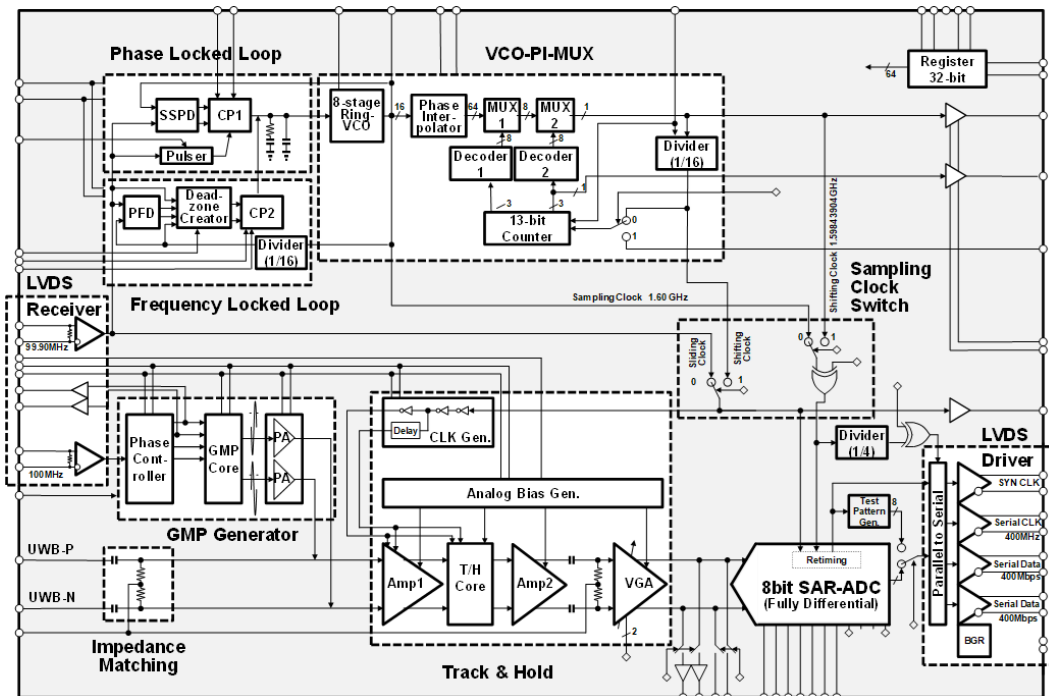 Phase Locked Loop
VCO-PI-MUX
Register
32-bit
64
SSPD
CP1
Pulser
8-stage
Ring-
VCO
16
Phase
Inter-
polator
64
MUX
1
8
MUX
2
1
8
8
Decoder
1
Decoder
2
Divider
(1/16)
3
3
1
13-bit
Counter
0
1
PFD
Dead-
zone
Creator
CP2
Divider
(1/16)
Frequency Locked Loop
Shifting Clock 1.59843904GHz
Sampling Clock 1.60 GHz
Sampling
Clock
Switch
0
1
Sliding
Clock
Shifting
Clock
0
1
LVDS
Receiver
99.90MHz
100MHz
Phase
Cont-
roller
GMP
Core
PA
PA
GMP Generator
Delay
CLK Gen.
Analog Bias Gen.
Amp1
T/H
Core
Amp2
VGA
2
Track & Hold
UWB-P
UWB-N
Impedance
Matching
Divider
(1/4)
Test
Pattern
Gen.
8
Retiming
8bit SAR-ADC
(Fully Differential)
8
LVDS
Driver
Parallel to Serial
SYN CLK
Serial CLK
400MHz
Serial Data
400Mbps
Serial Data
400Mbps
BGR